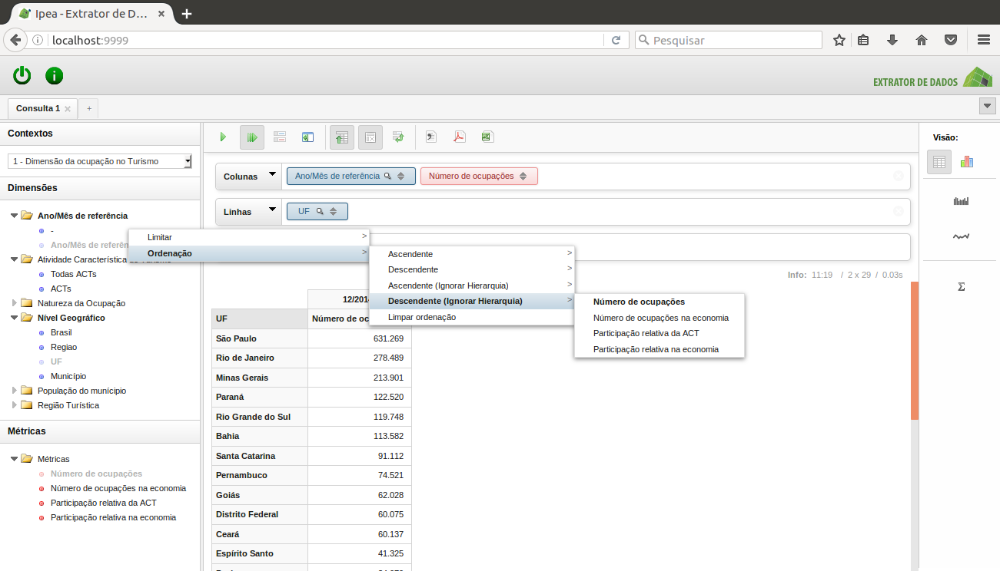 Ipea - Extrator de D...
localhost:9999
Pesquisar
EXTRATOR DE DADOS
Consulta 1
+
Contextos
1 - Dimensão da ocupação no Turismo
Dimensões
Ano/Mês de referência
-
Ano/Mês de referên
Atividade Característica
Todas ACTs
ACTs
Natureza da Ocupação
Nível Geográfico
Brasil
Regiao
UF
Município
População do munícipio
Região Turística
Métricas
Métricas
Número de ocupações
Número de ocupações na economia
Participação relativa da ACT
Participação relativa na economia
Colunas
Ano/Mês de referência
Número de ocupações
Linhas
UF
Limitar >
Ordenação >
Ascendente >
Descendente >
Ascendente (Ignorar Hierarquia) >
Descendente (Ignorar Hierarquia) >
Limpar ordenação
Número de ocupações
Número de ocupações na economia
Participação relativa da ACT
Participação relativa na economia
Info: 11:19 / 2 x 29 / 0.03s
12/201
UF Número de oc
São Paulo 631.269
Rio de Janeiro 278.489
Minas Gerais 213.901
Paraná 122.520
Rio Grande do Sul 119.748
Bahia 113.582
Santa Catarina 91.112
Pernambuco 74.521
Goiás 62.028
Distrito Federal 60.075
Ceará 60.137
Espírito Santo 41.325
Visão:
Σ